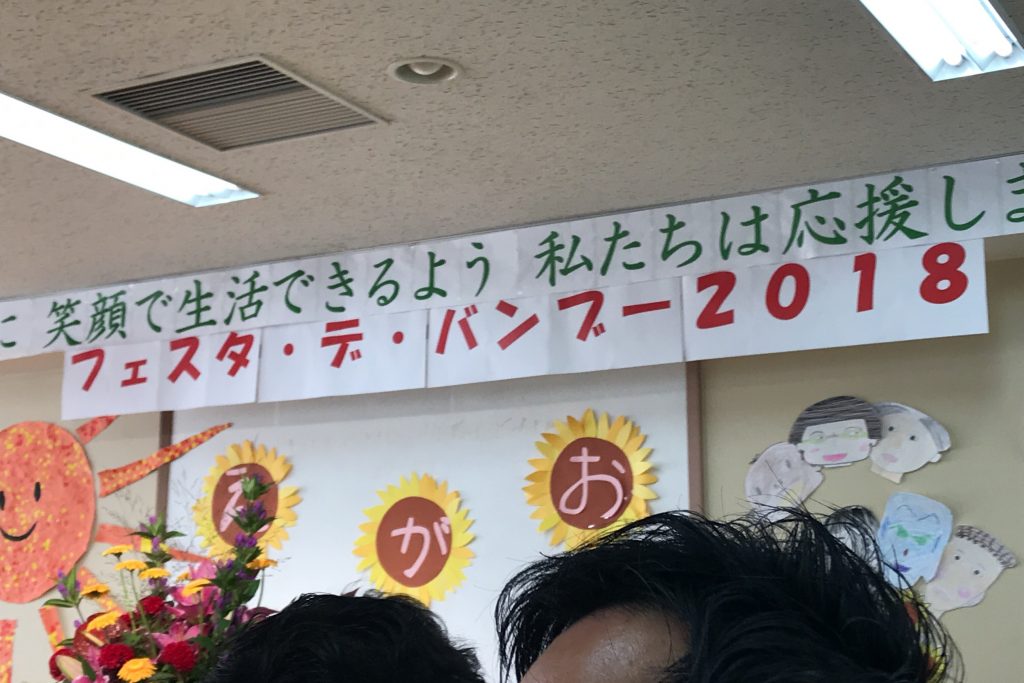 に 笑顔で生活できるよう 私たちは応援しま
フェスタ・デ・バンブー2018
えがお